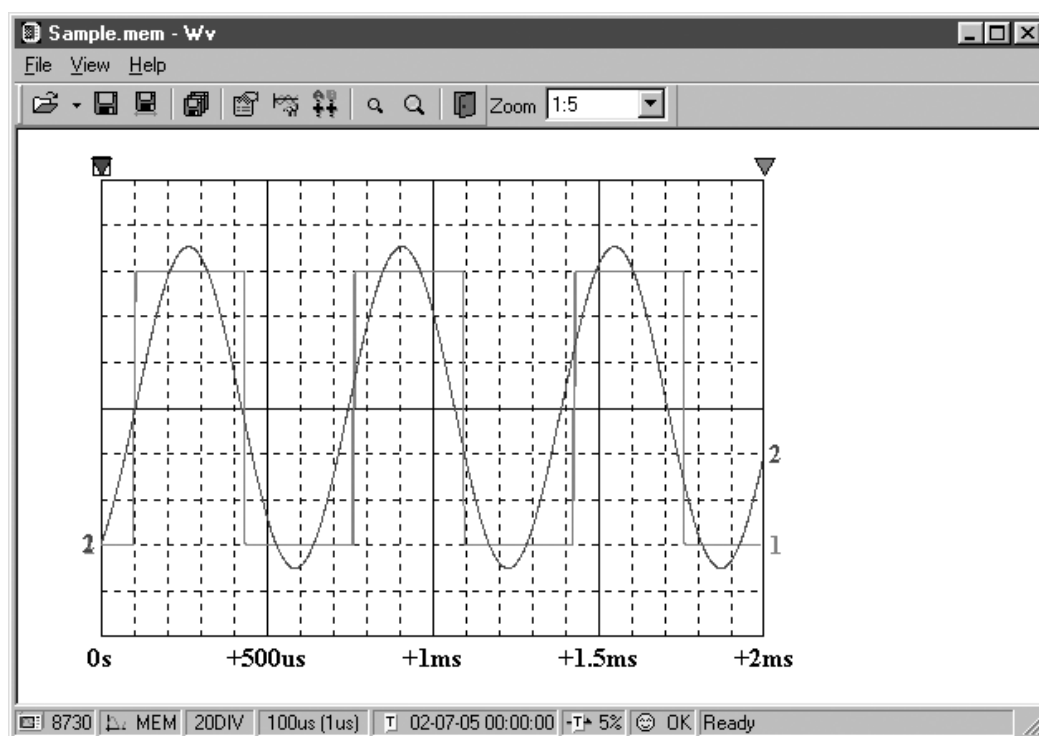 Sample.mem - Wv
File View Help
Zoom 1:5
2
2 1
0s +500us +1ms +1.5ms +2ms
8730 MEM 20DIV 100us (1us) T 02-07-05 00:00:00 -T 5% OK Ready